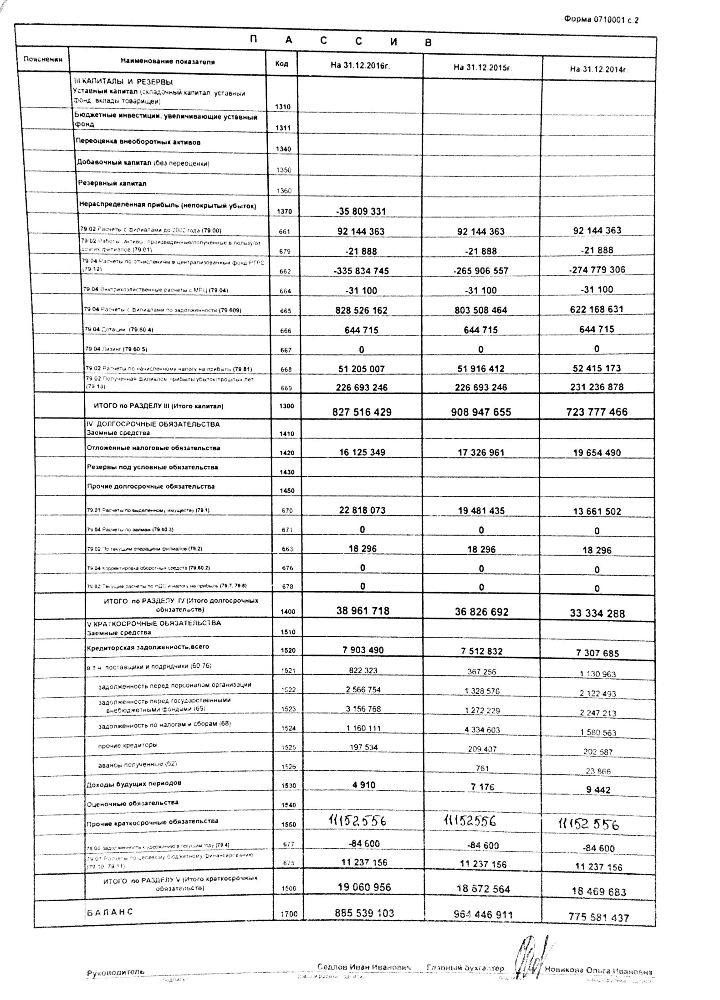 Форма 0710001 с.2
П А С С И В
Пояснения Наименование показателя Код На 31.12.2016г. На 31.12.2015г. На 31.12.2014г.
III.КАПИТАЛЫ И РЕЗЕРВЫ
Уставный капитал (складочный капитал, уставный
фонд, вклады товарищей) 1310
Бюджетные инвестиции, увеличивающие уставный
фонд 1311
Переоценка внеоборотных активов 1340
Добавочный капитал (без переоценки) 1350
Резервный капитал 1360
Нераспределенная прибыль (непокрытый убыток) 1370 -35 809 331
79.02 Расчеты с филиалами до 2002 года (79.00) 661 92 144 363 92 144 363 92 144 363
79.02 Работы (активы) произведенные/полученные в пользу/от
других филиалов (79.01) 679 -21 888 -21 888 -21 888
79.04 Расчеты по отчислениям в централизованный фонд РТРС
(79.12) 662 -335 834 745 -265 906 557 -274 779 306
79.04 Внутрихозяйственные расчеты с МРЦ (79.04) 664 -31 100 -31 100 -31 100
79.04 Расчеты с филиалами по задолженности (79.609) 665 828 526 162 803 508 464 622 168 631
79.04 Дотации (79.60.4) 666 644 715 644 715 644 715
79.04 Лизинг (79.60.5) 667 0 0 0
79.02 Расчеты по начисленному налогу на прибыль (79.81) 668 51 205 007 51 916 412 52 415 173
79.02 Полученная филиалом прибыль(убыток)прошлых лет
(79.13) 669 226 693 246 226 693 246 231 236 878
ИТОГО по РАЗДЕЛУ III (Итого капитал) 1300 827 516 429 908 947 655 723 777 466
IV. ДОЛГОСРОЧНЫЕ ОБЯЗАТЕЛЬСТВА
Заемные средства 1410
Отложенные налоговые обязательства 1420 16 125 349 17 326 961 19 654 490
Резервы под условные обязательства 1430
Прочие долгосрочные обязательства 1450
79.01 Расчеты по выделенному имуществу (79.1) 670 22 818 073 19 481 435 13 661 502
79.04 Расчеты по займам (79.60.3) 671 0 0 0
79.02 По текущим операциям филиалов (79.2) 663 18 296 18 296 18 296
79.04 Корректировка оборотных средств (79.60.2) 676 0 0 0
79.02 Текущие расчеты по НДС и налогу на прибыль (79.7, 79.8) 678 0 0 0
ИТОГО по РАЗДЕЛУ IV (Итого долгосрочных
обязательств) 1400 38 961 718 36 826 692 33 334 288
V КРАТКОСРОЧНЫЕ ОБЯЗАТЕЛЬСТВА
Заемные средства 1510
Кредиторская задолженность,всего 1520 7 903 490 7 512 832 7 307 685
в т.ч. поставщики и подрядчики (60,76) 1521 822 323 367 256 1 130 963
задолженность перед персоналом организации 1522 2 566 754 1 328 576 2 122 493
задолженность перед государственными
внебюджетными фондами (69) 1523 3 156 768 1 272 229 2 247 213
задолженность по налогам и сборам (68) 1524 1 160 111 4 334 603 1 580 563
прочие кредиторы 1525 197 534 209 407 202 587
авансы полученные (62) 1526 761 23 866
Доходы будущих периодов 1530 4 910 7 176 9 442
Оценочные обязательства 1540
Прочие краткосрочные обязательства 1550 11152556 11152556 11152 556
79.04 Задолженность к удержанию в текущем году (79.4) 677 -84 600 -84 600 -84 600
79.01 Расчеты по целевому бюджетному финансированию
(79.10, 79.11) 675 11 237 156 11 237 156 11 237 156
ИТОГО по РАЗДЕЛУ V (Итого краткосрочных
обязательств) 1500 19 060 956 18 672 564 18 469 683
БАЛАНС 1700 885 539 103 964 446 911 775 581 437
Руководитель Седлов Иван Иванович Главный бухгалтер Новикова Ольга Ивановна
(подпись) (расшифровка подписи) (подпись) (расшифровка подписи)